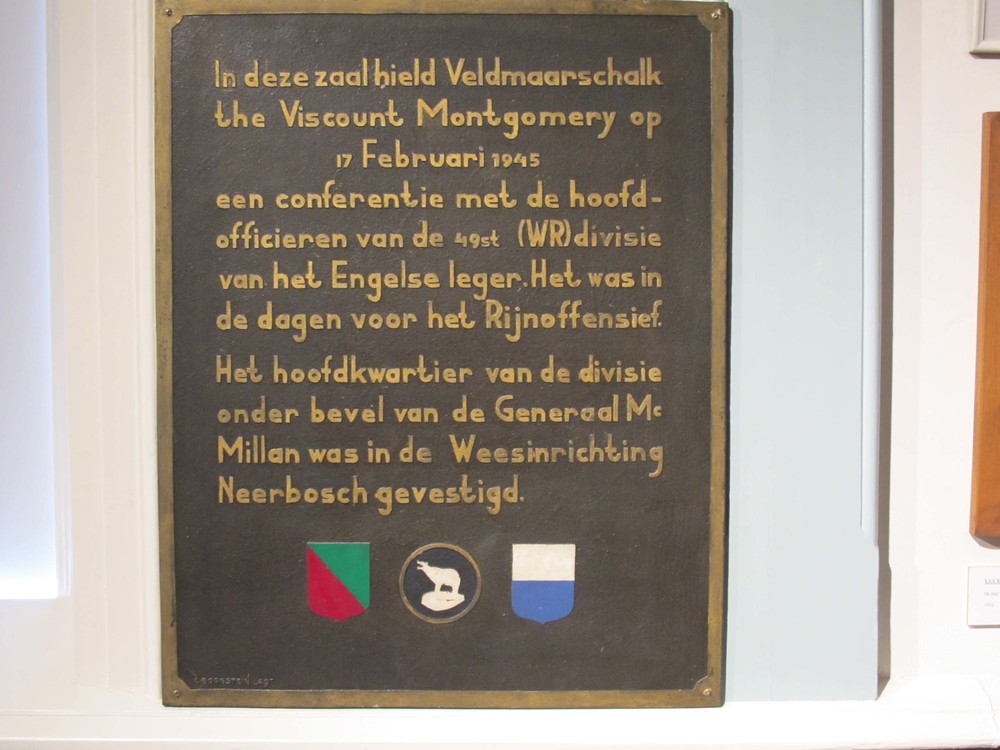 In deze zaal hield Veldmaarschalk
the Viscount Montgomery op
17 Februari 1945
een conferentie met de hoofd-
officieren van de 49st (WR) divisie
van het Engelse leger. Het was in
de dagen voor het Rijnoffensief.
Het hoofdkwartier van de divisie
onder bevel van de Generaal Mc
Millan was in de Weesinrichting
Neerbosch gevestigd.